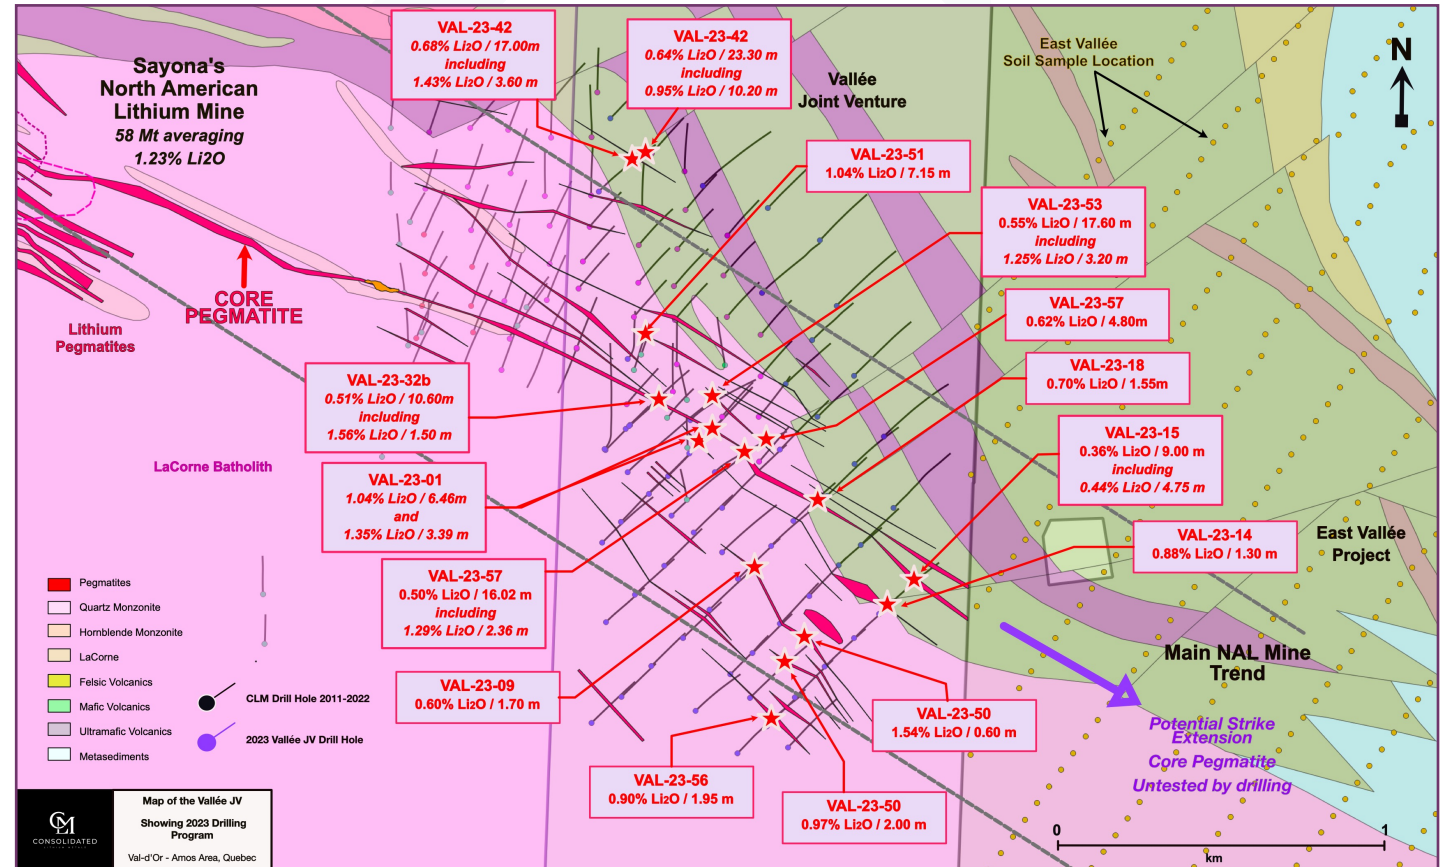 Sayona's
North American
Lithium Mine
58 Mt averaging
1.23% Li2O
VAL-23-42
0.68% Li₂O / 17.00m
including
1.43% Li₂O / 3.60 m
VAL-23-42
0.64% Li₂O / 23.30 m
including
0.95% Li₂O / 10.20 m
Vallée
Joint Venture
East Vallée
Soil Sample Location
N
VAL-23-51
1.04% Li₂O / 7.15 m
VAL-23-53
0.55% Li₂O / 17.60 m
including
1.25% Li₂O / 3.20 m
VAL-23-57
0.62% Li₂O / 4.80m
VAL-23-18
0.70% Li₂O / 1.55m
VAL-23-15
0.36% Li₂O / 9.00 m
including
0.44% Li₂O / 4.75 m
VAL-23-14
0.88% Li₂O / 1.30 m
East Vallée
Project
CORE
PEGMATITE
Lithium
Pegmatites
VAL-23-32b
0.51% Li₂O / 10.60m
including
1.56% Li₂O / 1.50 m
LaCorne Batholith
VAL-23-01
1.04% Li₂O / 6.46m
and
1.35% Li₂O / 3.39 m
VAL-23-57
0.50% Li₂O / 16.02 m
including
1.29% Li₂O / 2.36 m
VAL-23-09
0.60% Li₂O / 1.70 m
VAL-23-56
0.90% Li₂O / 1.95 m
VAL-23-50
0.97% Li₂O / 2.00 m
VAL-23-50
1.54% Li₂O / 0.60 m
Main NAL Mine
Trend
Potential Strike
Extension
Core Pegmatite
Untested by drilling
Pegmatites
Quartz Monzonite
Hornblende Monzonite
LaCorne
Felsic Volcanics
Mafic Volcanics
Ultramafic Volcanics
Metasediments
CLM Drill Hole 2011-2022
2023 Vallée JV Drill Hole
CLM
CONSOLIDATED
Map of the Vallée JV
Showing 2023 Drilling
Program
Val-d'Or - Amos Area, Quebec
0 1
km